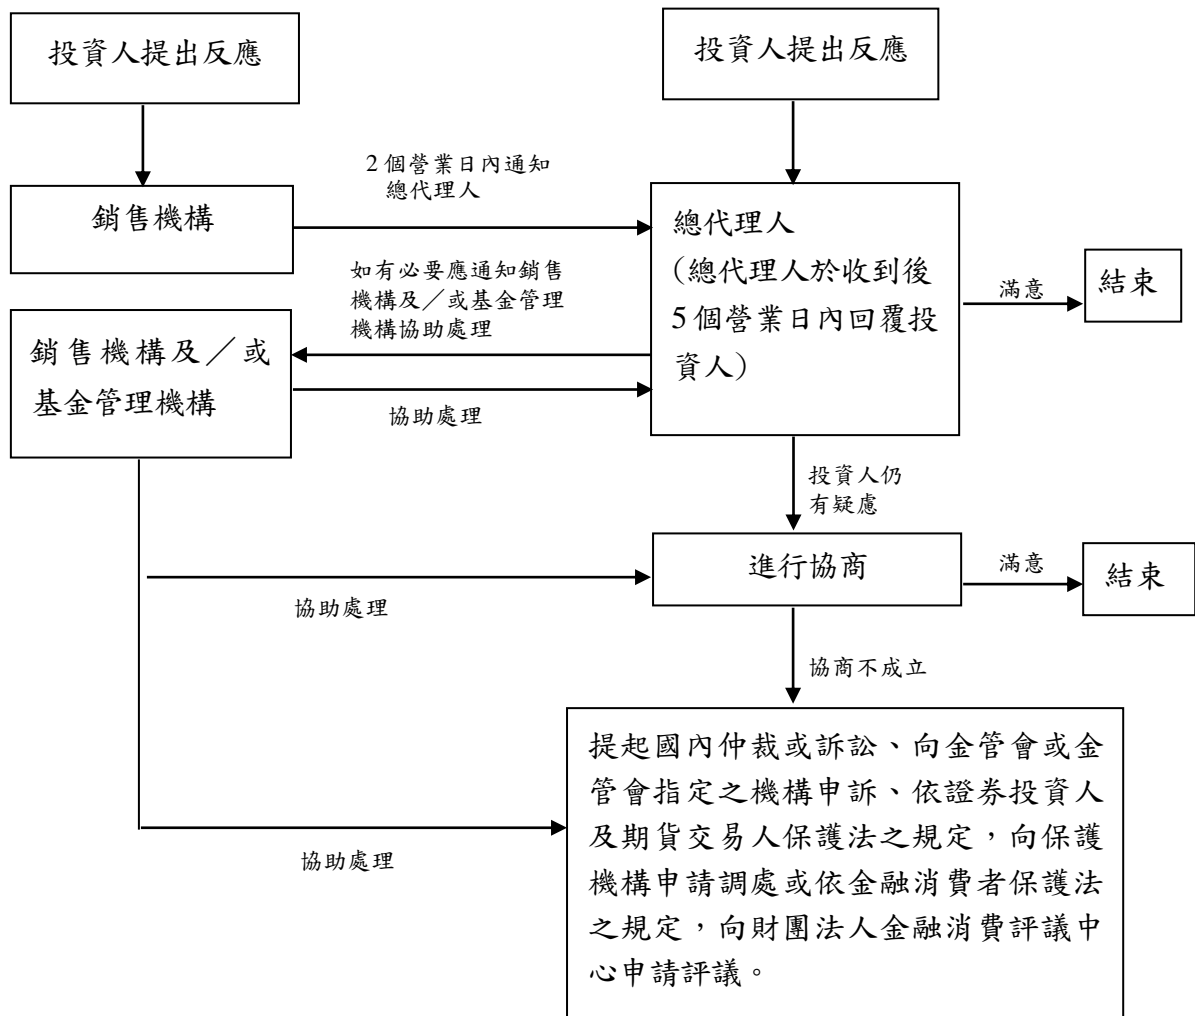 投資人提出反應
投資人提出反應
2個營業日內通知
總代理人
銷售機構
總代理人
(總代理人於收到後
5個營業日內回覆投
資人)
滿意
結束
如有必要應通知銷售
機構及／或基金管理
機構協助處理
銷售機構及／或
基金管理機構
協助處理
投資人仍
有疑慮
進行協商
滿意
結束
協助處理
協商不成立
提起國內仲裁或訴訟、向金管會或金
管會指定之機構申訴、依證券投資人
及期貨交易人保護法之規定，向保護
機構申請調處或依金融消費者保護法
之規定，向財團法人金融消費評議中
心申請評議。
協助處理